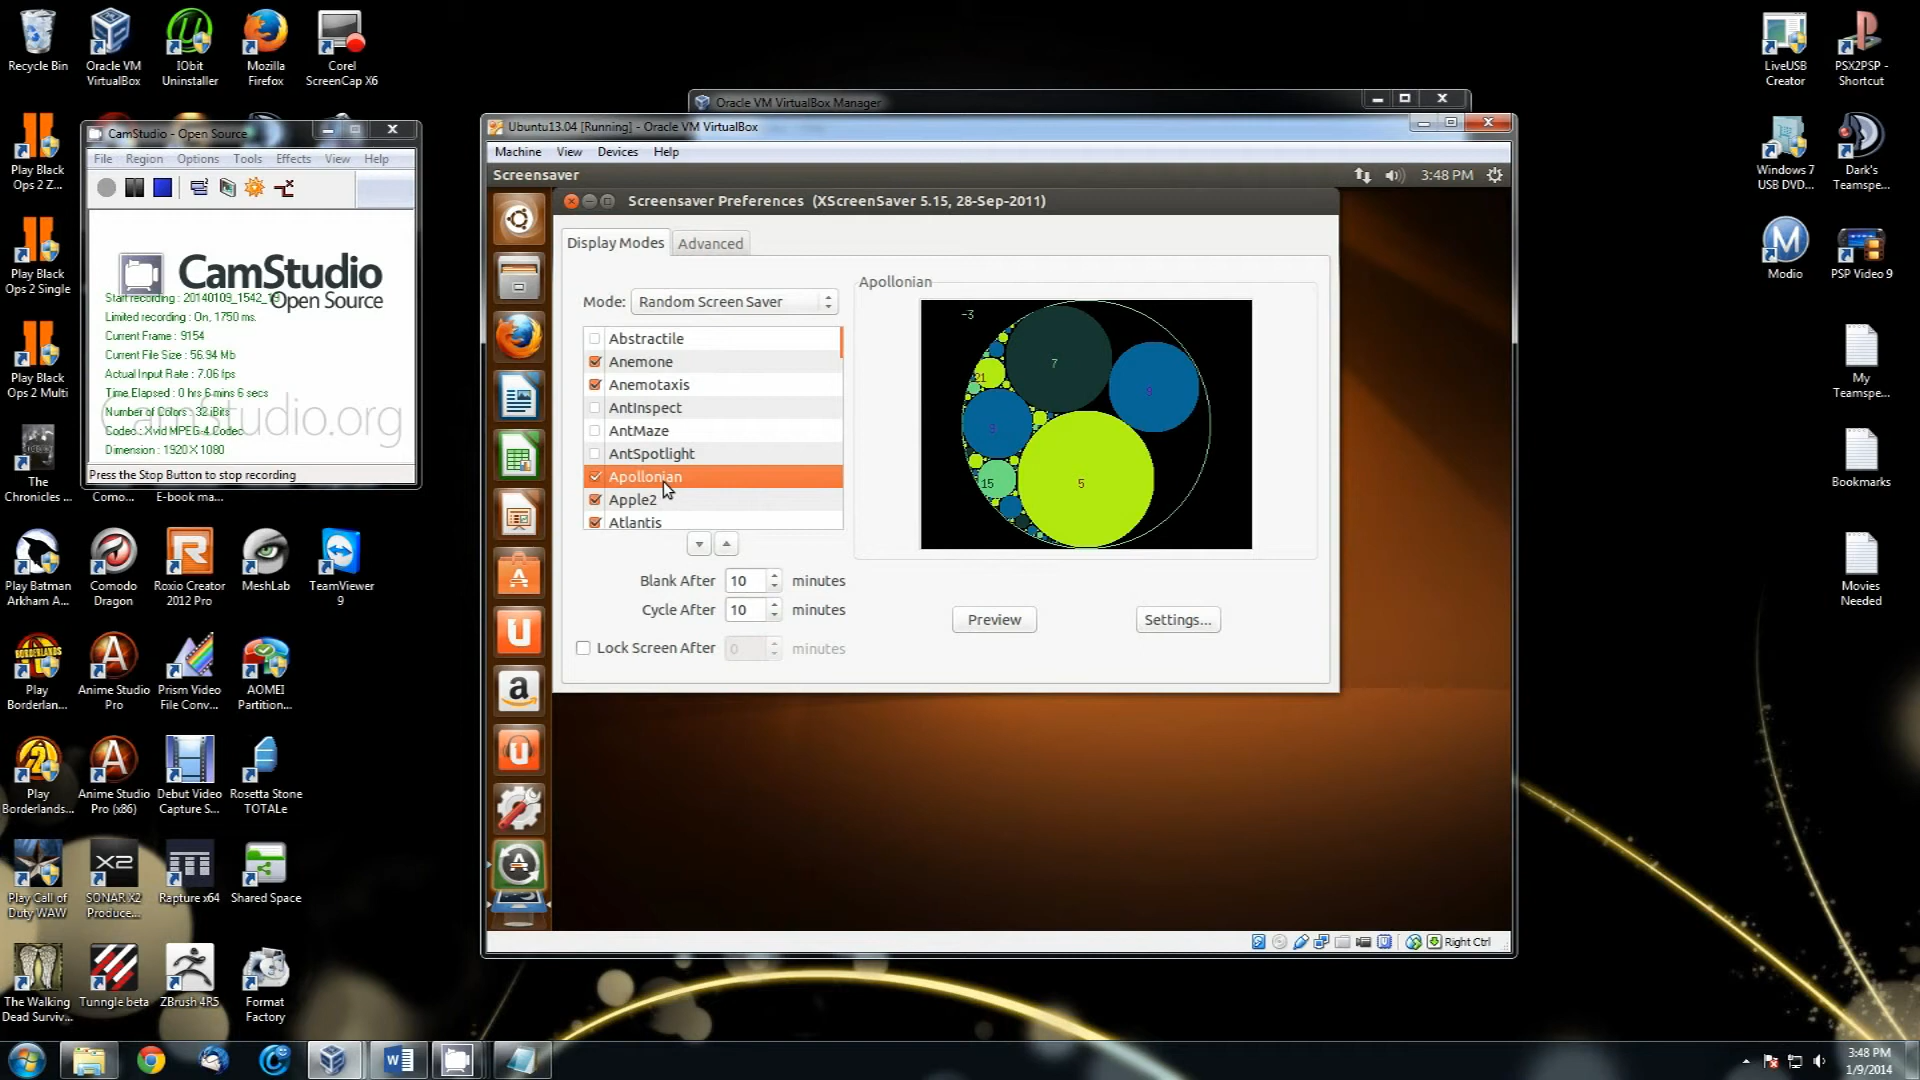 Recycle Bin
Oracle VM
VirtualBox
IObit
Uninstaller
Mozilla
Firefox
Corel
ScreenCap X6
LiveUSB
Creator
PSX2PSP -
Shortcut
Play Black
Ops 2 Z...
Play Black
Ops 2 Single
Play Black
Ops 2 Multi
The
Chronicles ...
Como...
E-book ma...
CamStudio - Open Source
File Region Options Tools Effects View Help
CamStudio
Open Source
Start recording : 20140109_1542_19
Limited recording : On, 1750 ms.
Current Frame : 9154
Current File Size : 56.94 Mb
Actual Input Rate : 7.06 fps
Time Elapsed : 0 hrs 6 mins 6 secs
Number of Colors : 32 Bits
Codec : Xvid MPEG-4 Codec
Dimension : 1920 X 1080
CamStudio.org
Press the Stop Button to stop recording
Oracle VM VirtualBox Manager
Ubuntu13.04 [Running] - Oracle VM VirtualBox
Machine View Devices Help
Screensaver
3:48 PM
Screensaver Preferences (XScreenSaver 5.15, 28-Sep-2011)
Display Modes
Advanced
Mode: Random Screen Saver
Abstractile
Anemone
Anemotaxis
AntInspect
AntMaze
AntSpotlight
Apollonian
Apple2
Atlantis
Apollonian
-3
7
21
5
15
Blank After 10 minutes
Cycle After 10 minutes
Lock Screen After 0 minutes
Preview
Settings...
Right Ctrl
Windows 7
USB DVD...
Dark's
Teamspe...
Modio
PSP Video 9
My
Teamspe...
Bookmarks
Movies
Needed
Play Batman
Arkham A...
Comodo
Dragon
Roxio Creator
2012 Pro
MeshLab
TeamViewer
9
Play
Borderlan...
Anime Studio
Pro
Prism Video
File Conv...
AOMEI
Partition...
Play
Borderlands...
Anime Studio
Pro (x86)
Debut Video
Capture S...
Rosetta Stone
TOTALe
Play Call of
Duty WAW
SONAR X2
Produce...
Rapture x64
Shared Space
The Walking
Dead Surviv...
Tunngle beta
ZBrush 4R5
Format
Factory
3:48 PM
1/9/2014